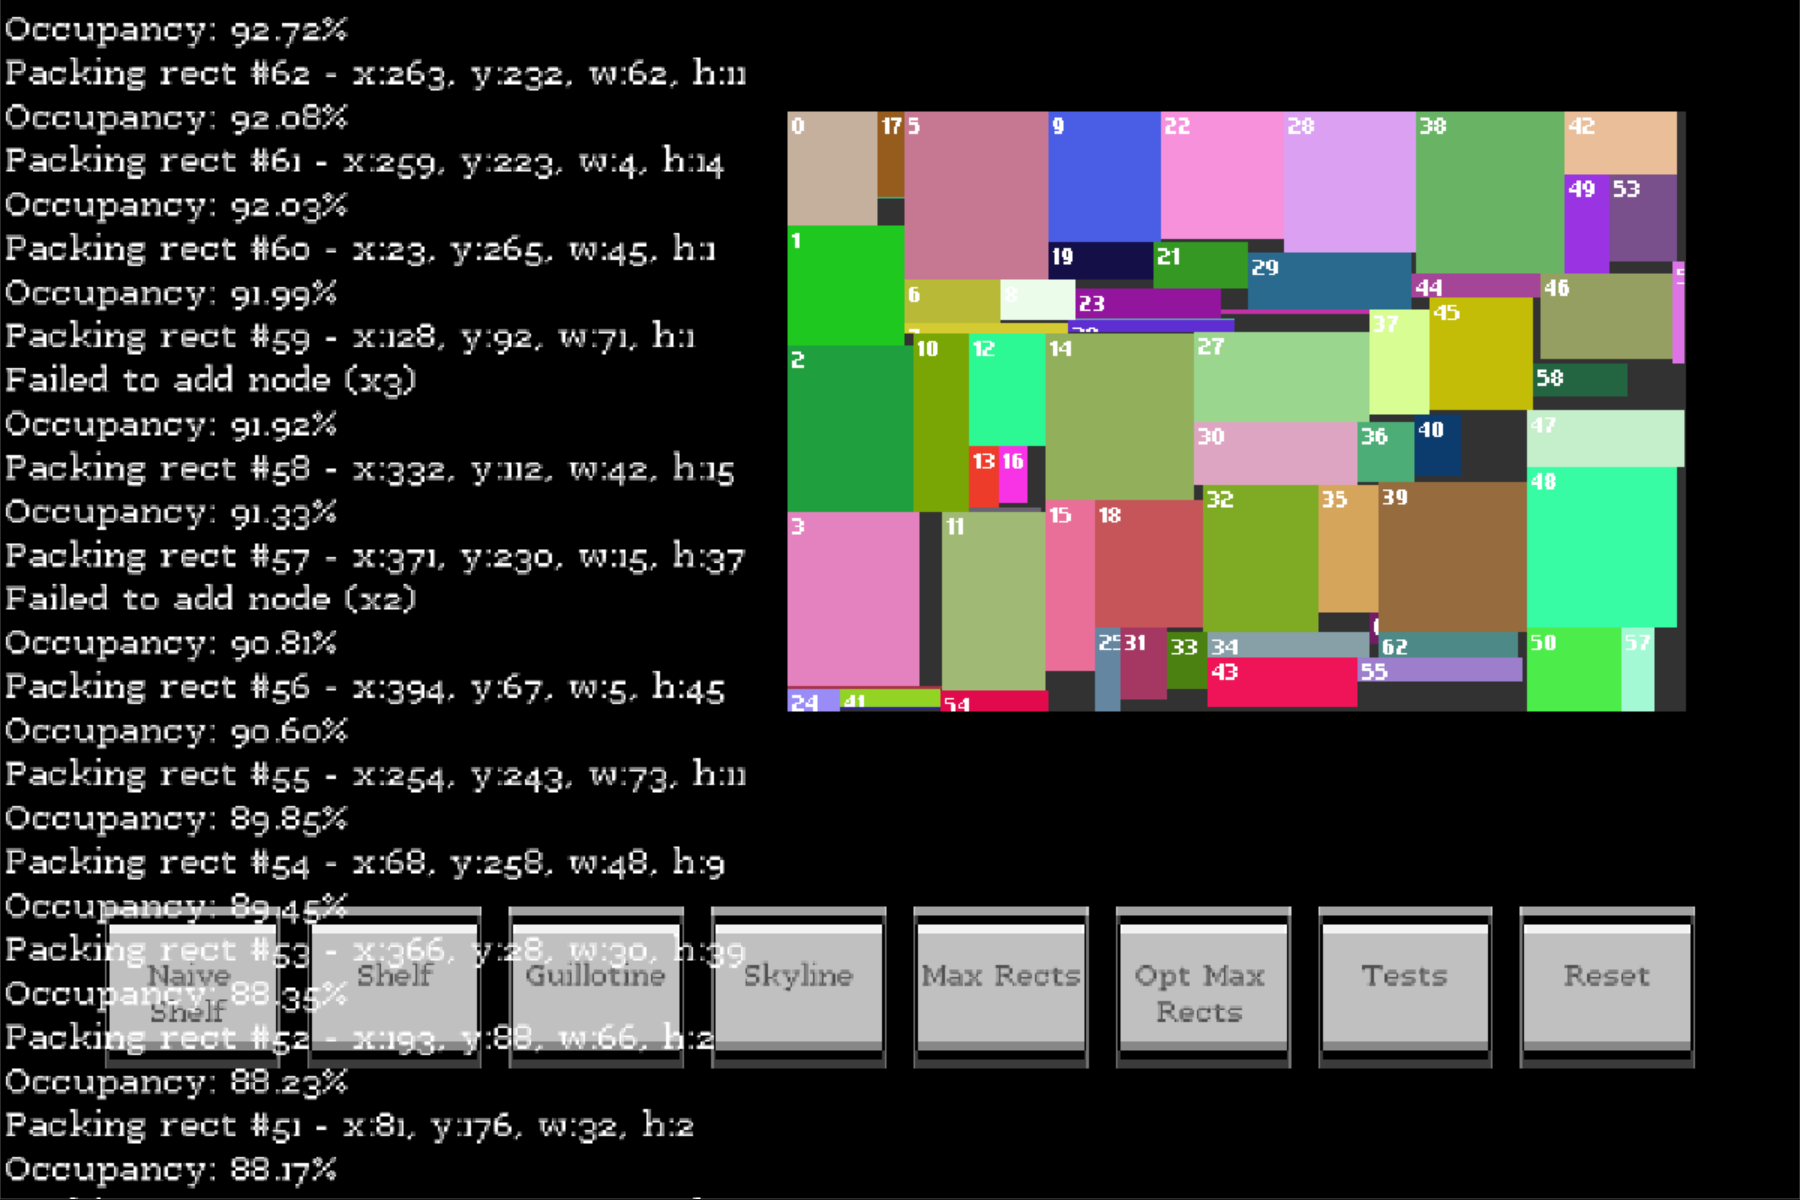 Occupancy: 92.72%
Packing rect #62 - x:263, y:232, w:62, h:11
Occupancy: 92.08%
Packing rect #61 - x:259, y:223, w:4, h:14
Occupancy: 92.03%
Packing rect #60 - x:23, y:265, w:45, h:1
Occupancy: 91.99%
Packing rect #59 - x:128, y:92, w:71, h:1
Failed to add node (x3)
Occupancy: 91.92%
Packing rect #58 - x:332, y:112, w:42, h:15
Occupancy: 91.33%
Packing rect #57 - x:371, y:230, w:15, h:37
Failed to add node (x2)
Occupancy: 90.81%
Packing rect #56 - x:394, y:67, w:5, h:45
Occupancy: 90.60%
Packing rect #55 - x:254, y:243, w:73, h:11
Occupancy: 89.85%
Packing rect #54 - x:68, y:258, w:48, h:9
Occupancy: 89.45%
Packing rect #53 - x:366, y:28, w:30, h:39
Occupancy: 88.35%
Packing rect #52 - x:193, y:88, w:66, h:2
Occupancy: 88.23%
Packing rect #51 - x:81, y:176, w:32, h:2
Occupancy: 88.17%
0 17 5 9 22 28 38 42
49 53
1 19 21 29
6 8 23 44 46
45
37
2 10 12 14 27
58
30 36 40 47
13 16 48
3 11 15 18 32 35 39
25 31 33 34 62 50 57
43 55
24 41 54
Naive Shelf
Shelf
Guillotine
Skyline
Max Rects
Opt Max Rects
Tests
Reset